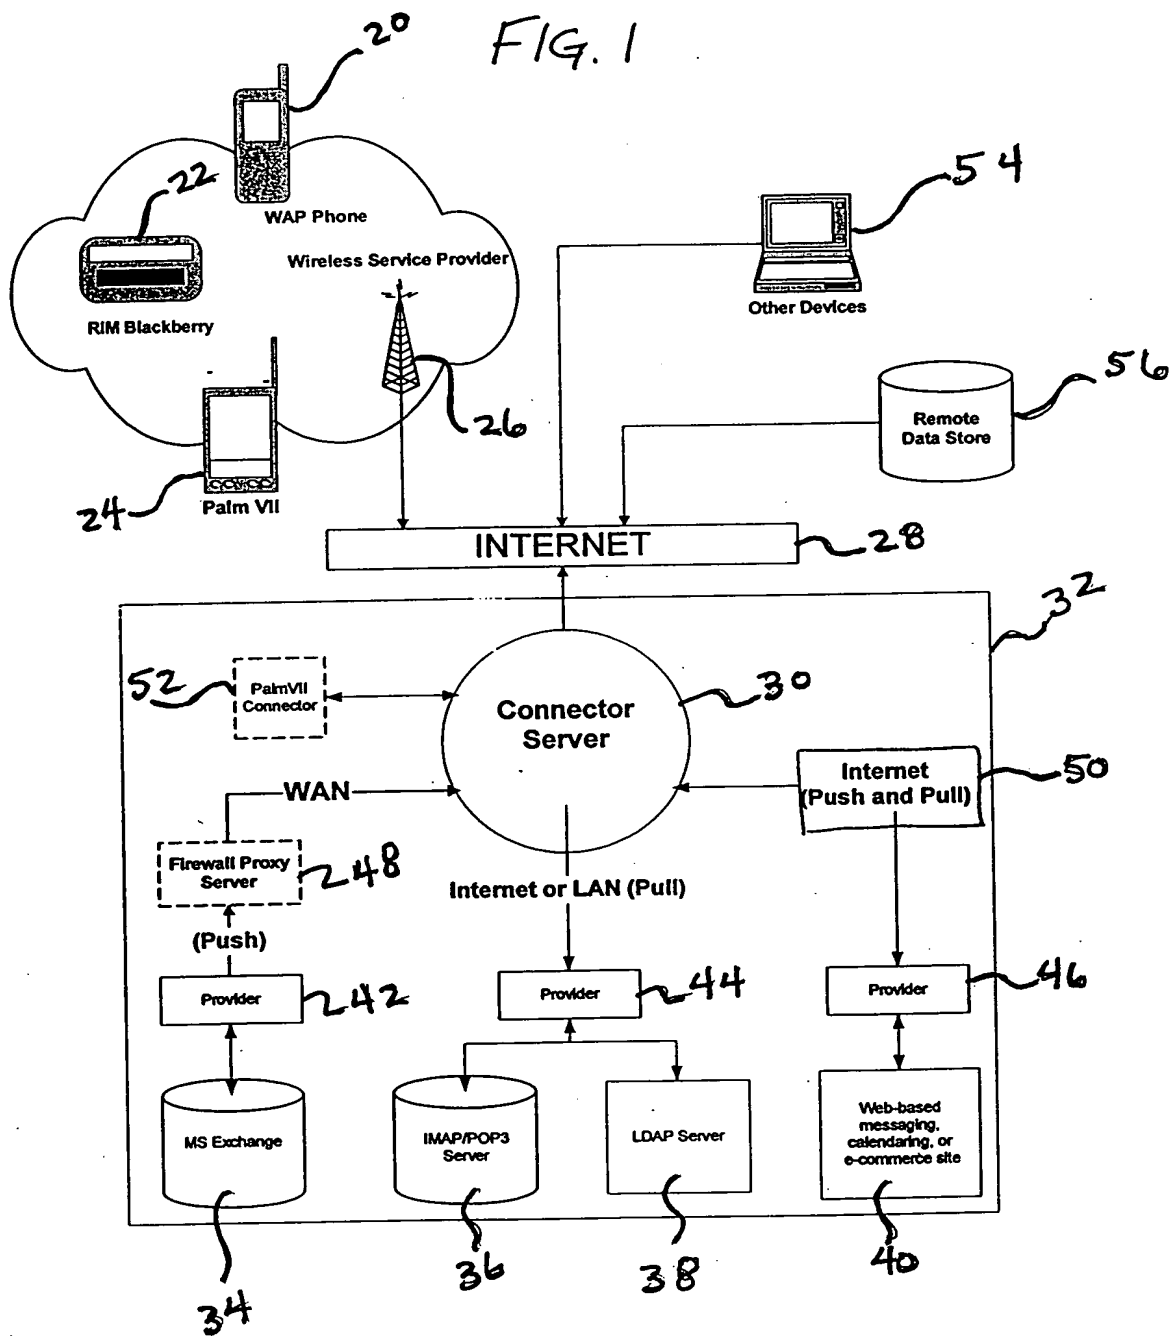 FIG. 1
20
22
WAP Phone
54
Wireless Service Provider
RIM Blackberry
Other Devices
56
Remote
Data Store
26
24
Palm VII
INTERNET
28
32
52
PalmVII
Connector
30
Connector
Server
Internet
(Push and Pull)
50
WAN
Firewall Proxy
Server
48
Internet or LAN (Pull)
(Push)
Provider
42
Provider
44
Provider
46
MS Exchange
IMAP/POP3
Server
LDAP Server
Web-based
messaging,
calendaring, or
e-commerce site
34
36
38
40